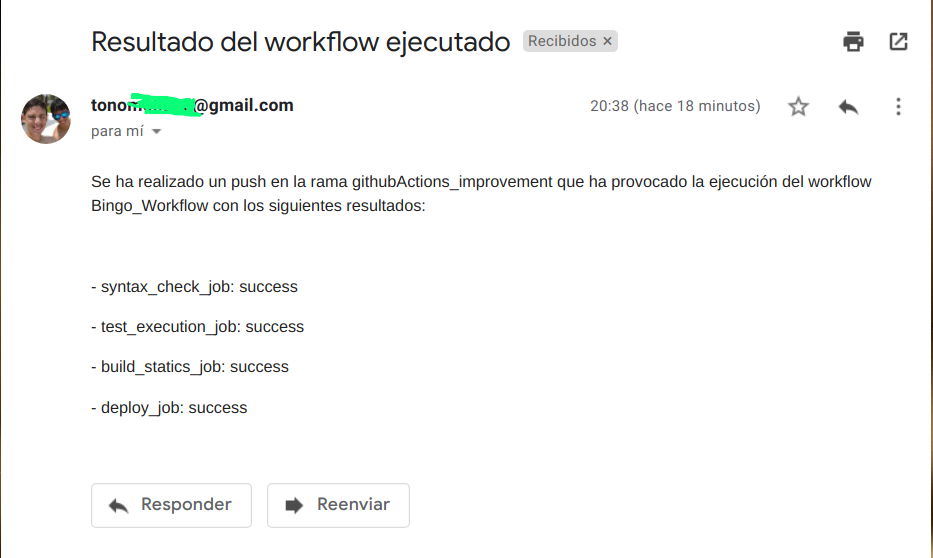 Resultado del workflow ejecutado Recibidos ×
@gmail.com 20:38 (hace 18 minutos)
para mí
Se ha realizado un push en la rama githubActions_improvement que ha provocado la ejecución del workflow
Bingo_Workflow con los siguientes resultados:
- syntax_check_job: success
- test_execution_job: success
- build_statics_job: success
- deploy_job: success
Responder Reenviar